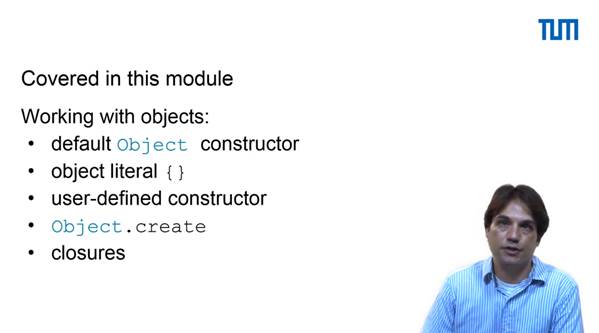 TUM
Covered in this module
Working with objects:
• default Object constructor
• object literal {}
• user-defined constructor
• Object.create
• closures